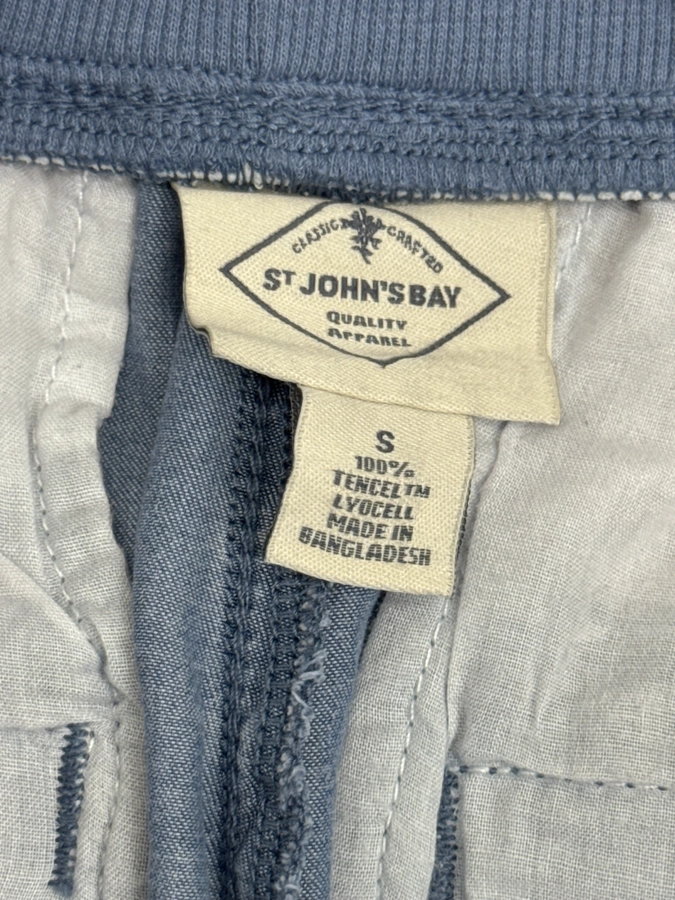 CLASSIC CRAFTED
ST JOHN'S BAY
QUALITY
APPAREL
S
100%
TENCEL™
LYOCELL
MADE IN
BANGLADESH